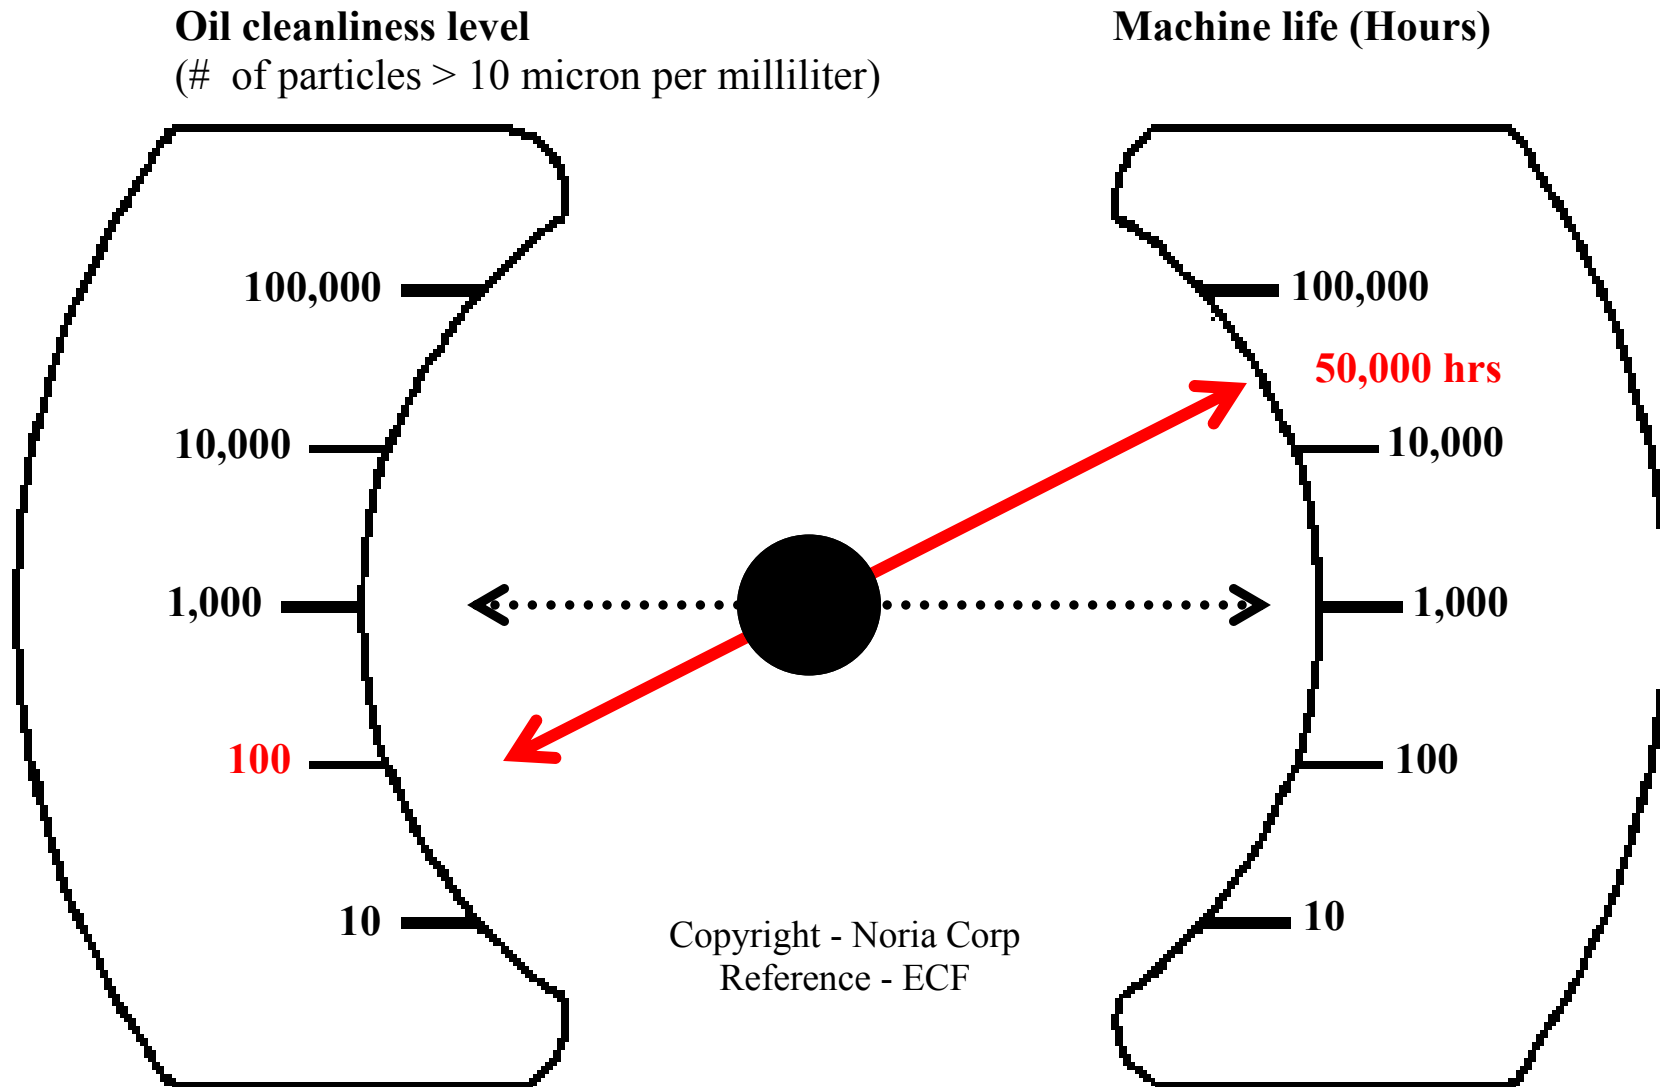 Oil cleanliness level
(# of particles > 10 micron per milliliter)
Machine life (Hours)
100,000
10,000
1,000
100
10
100,000
50,000 hrs
10,000
1,000
100
10
Copyright - Noria Corp
Reference - ECF